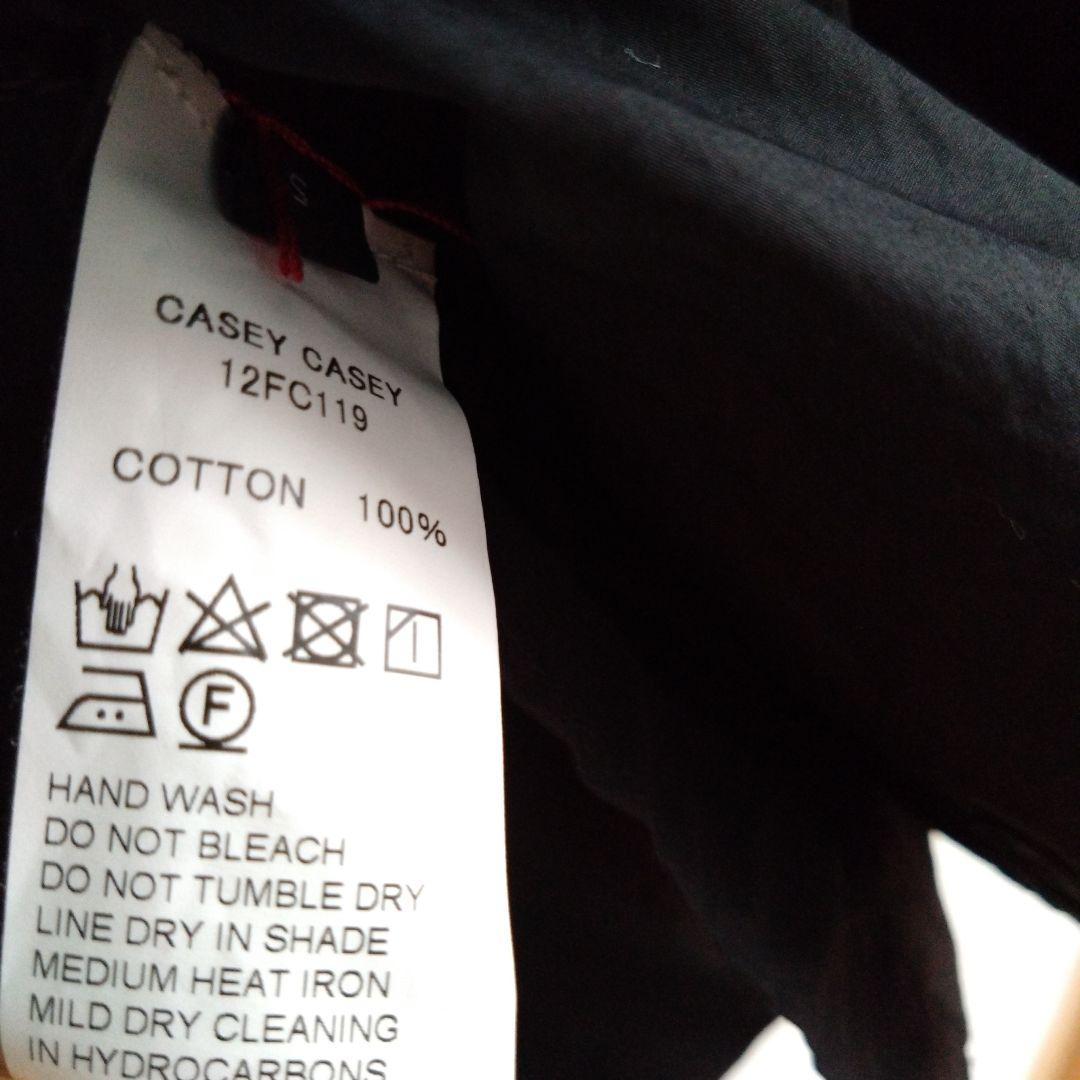 S
CASEY CASEY
12FC119
COTTON 100%
F
HAND WASH
DO NOT BLEACH
DO NOT TUMBLE DRY
LINE DRY IN SHADE
MEDIUM HEAT IRON
MILD DRY CLEANING
IN HYDROCARBONS